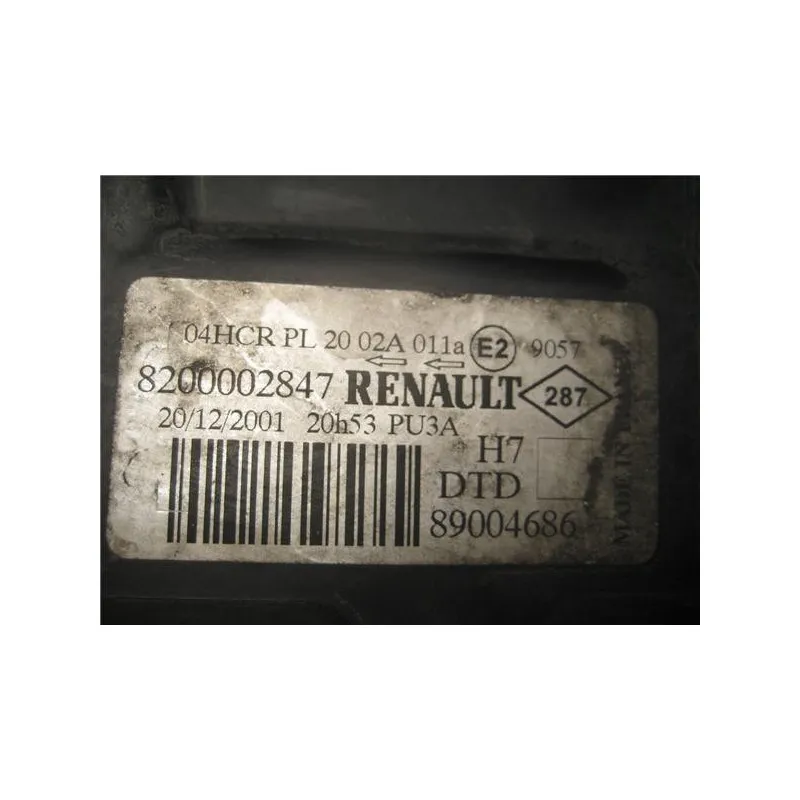 04HCR PL 20 02A 011a E2 9057
8200002847 RENAULT 287
20/12/2001 20h53 PU3A
H7
DTD
89004686
MADE IN